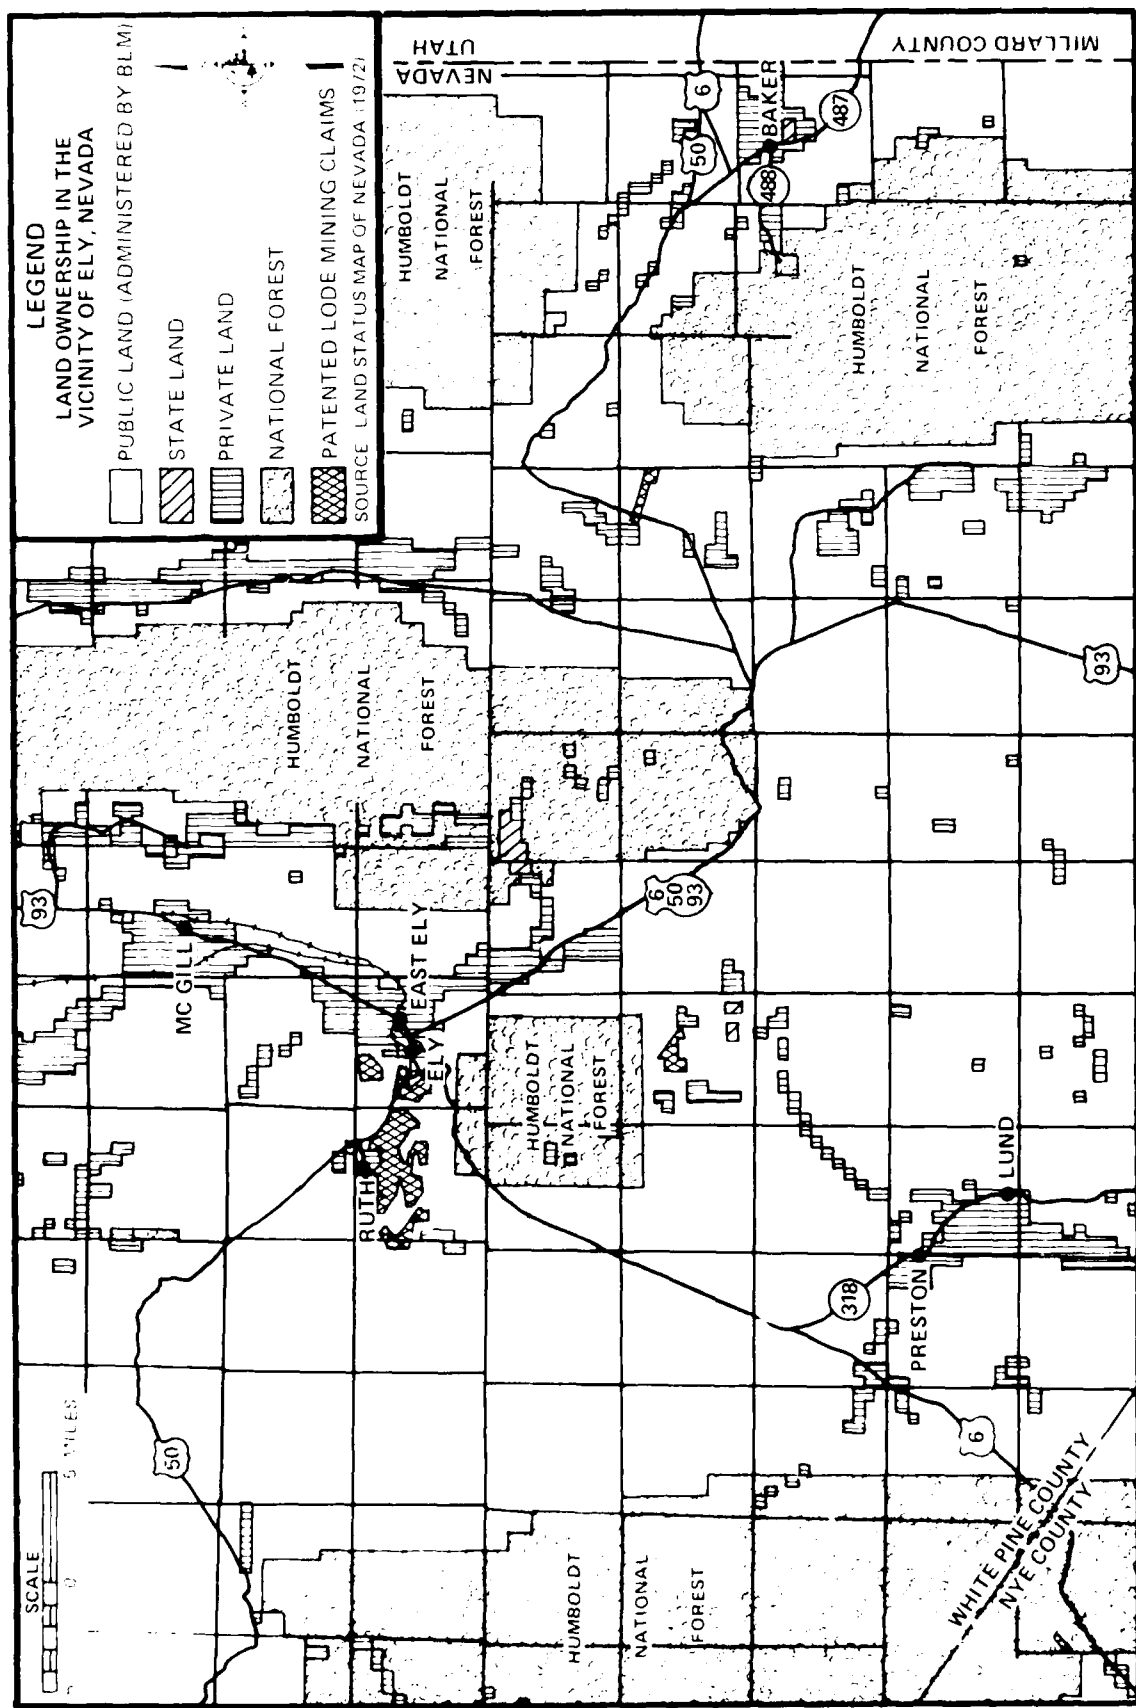 LEGEND
LAND OWNERSHIP IN THE
VICINITY OF ELY, NEVADA
PUBLIC LAND (ADMINISTERED BY BLM)
STATE LAND
PRIVATE LAND
NATIONAL FOREST
PATENTED LODE MINING CLAIMS
SOURCE LAND STATUS MAP OF NEVADA (1972)
SCALE
0
MILES
50
93
MC GILL
HUMBOLDT
NATIONAL
FOREST
HUMBOLDT
NATIONAL
FOREST
NEVADA
UTAH
RUTH
ELY
EAST ELY
HUMBOLDT
NATIONAL
FOREST
6
50
93
50
6
488
BAKER
487
HUMBOLDT
NATIONAL
FOREST
HUMBOLDT
NATIONAL
FOREST
318
PRESTON
LUND
6
93
WHITE PINE COUNTY
NYE COUNTY
MILLARD COUNTY